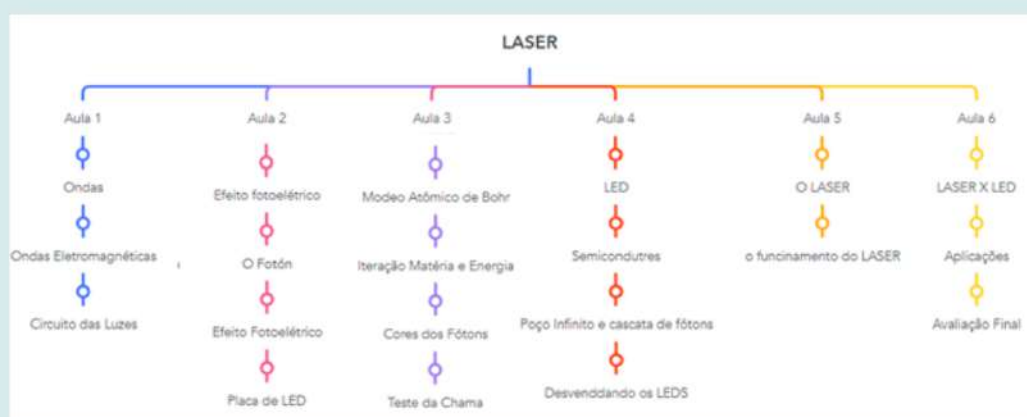 LASER
Aula 1
Ondas
Ondas Eletromagnéticas
Circuito das Luzes
Aula 2
Efeito fotoelétrico
O Fotón
Efeito Fotoelétrico
Placa de LED
Aula 3
Modeo Atômico de Bohr
Iteração Matéria e Energia
Cores dos Fótons
Teste da Chama
Aula 4
LED
Semicondutres
Poço Infinito e cascata de fótons
Desvenddando os LEDS
Aula 5
O LASER
o funcinamento do LASER
Aula 6
LASER X LED
Aplicações
Avaliação Final